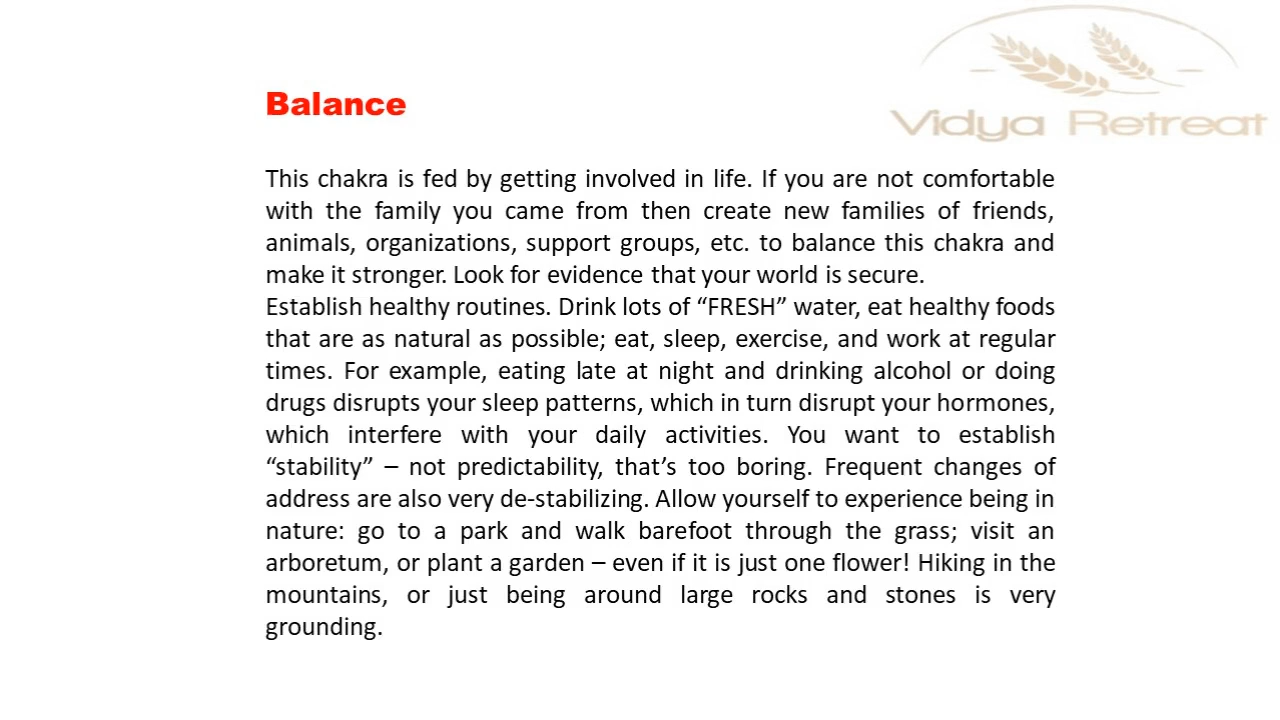 Vidya Retreat
Balance
This chakra is fed by getting involved in life. If you are not comfortable
with the family you came from then create new families of friends,
animals, organizations, support groups, etc. to balance this chakra and
make it stronger. Look for evidence that your world is secure.
Establish healthy routines. Drink lots of “FRESH” water, eat healthy foods
that are as natural as possible; eat, sleep, exercise, and work at regular
times. For example, eating late at night and drinking alcohol or doing
drugs disrupts your sleep patterns, which in turn disrupt your hormones,
which interfere with your daily activities. You want to establish
“stability” – not predictability, that’s too boring. Frequent changes of
address are also very de-stabilizing. Allow yourself to experience being in
nature: go to a park and walk barefoot through the grass; visit an
arboretum, or plant a garden – even if it is just one flower! Hiking in the
mountains, or just being around large rocks and stones is very
grounding.